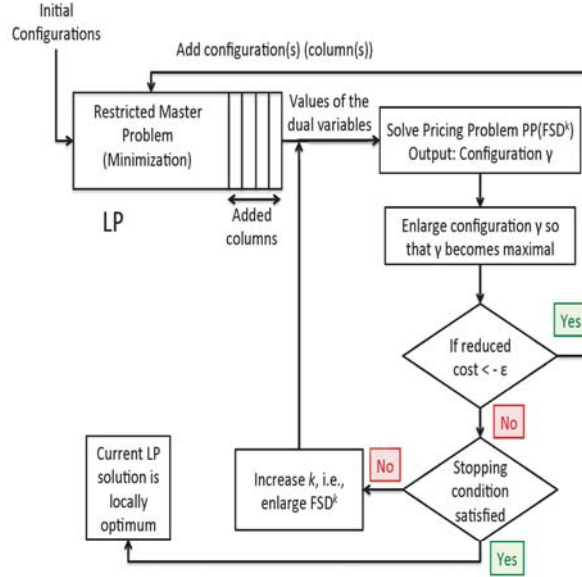 Initial
Configurations
Add configuration(s) (column(s))
Restricted Master
Problem
(Minimization)
Values of the
dual variables
Solve Pricing Problem PP(FSDᵏ)
Output: Configuration γ
LP
Added
columns
Enlarge configuration γ so
that γ becomes maximal
Yes
If reduced
cost < - ε
No
Current LP
solution is
locally
optimum
Increase k, i.e.,
enlarge FSDᵏ
No
Stopping
condition
satisfied
Yes